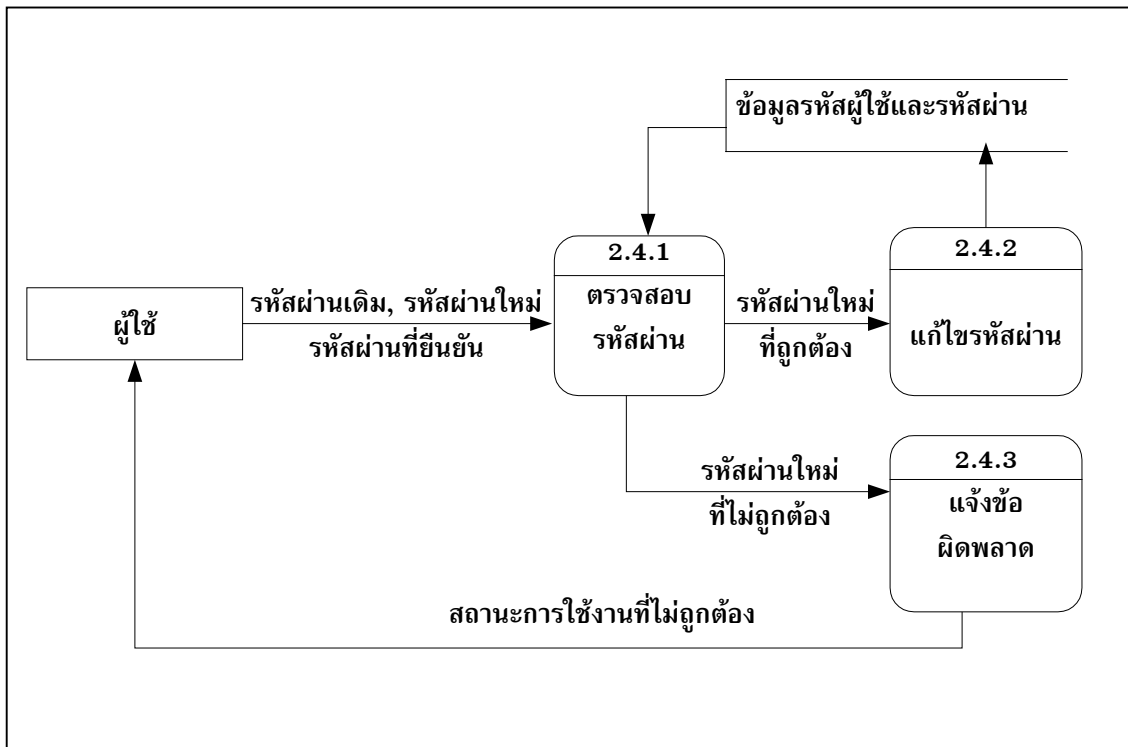 ข้อมูลรหัสผู้ใช้และรหัสผ่าน
ผู้ใช้
รหัสผ่านเดิม, รหัสผ่านใหม่
รหัสผ่านที่ยืนยัน
2.4.1
ตรวจสอบ
รหัสผ่าน
รหัสผ่านใหม่
ที่ถูกต้อง
2.4.2
แก้ไขรหัสผ่าน
รหัสผ่านใหม่
ที่ไม่ถูกต้อง
2.4.3
แจ้งข้อ
ผิดพลาด
สถานะการใช้งานที่ไม่ถูกต้อง